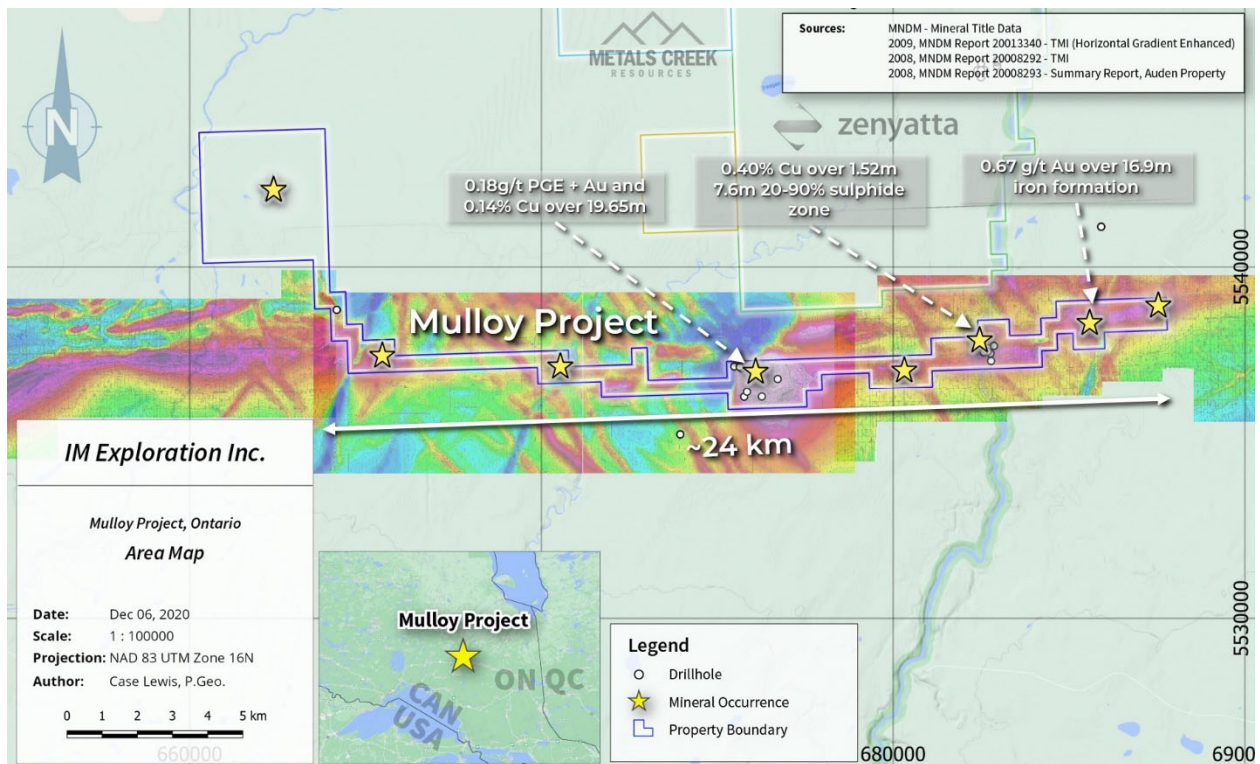 N
METALS CREEK
RESOURCES
zenyatta
Sources:
MNDM - Mineral Title Data
2009, MNDM Report 20013340 - TMI (Horizontal Gradient Enhanced)
2008, MNDM Report 20008292 - TMI
2008, MNDM Report 20008293 - Summary Report, Auden Property
0.18g/t PGE + Au and
0.14% Cu over 19.65m
0.40% Cu over 1.52m
7.6m 20-90% sulphide
zone
0.67 g/t Au over 16.9m
iron formation
5540000
Mulloy Project
~24 km
IM Exploration Inc.
Mulloy Project, Ontario
Area Map
Date: Dec 06, 2020
Scale: 1 : 100000
Projection: NAD 83 UTM Zone 16N
Author: Case Lewis, P.Geo.
0 1 2 3 4 5 km
660000
Mulloy Project
ON QC
CAN
USA
Legend
Drillhole
Mineral Occurrence
Property Boundary
5530000
680000
6900